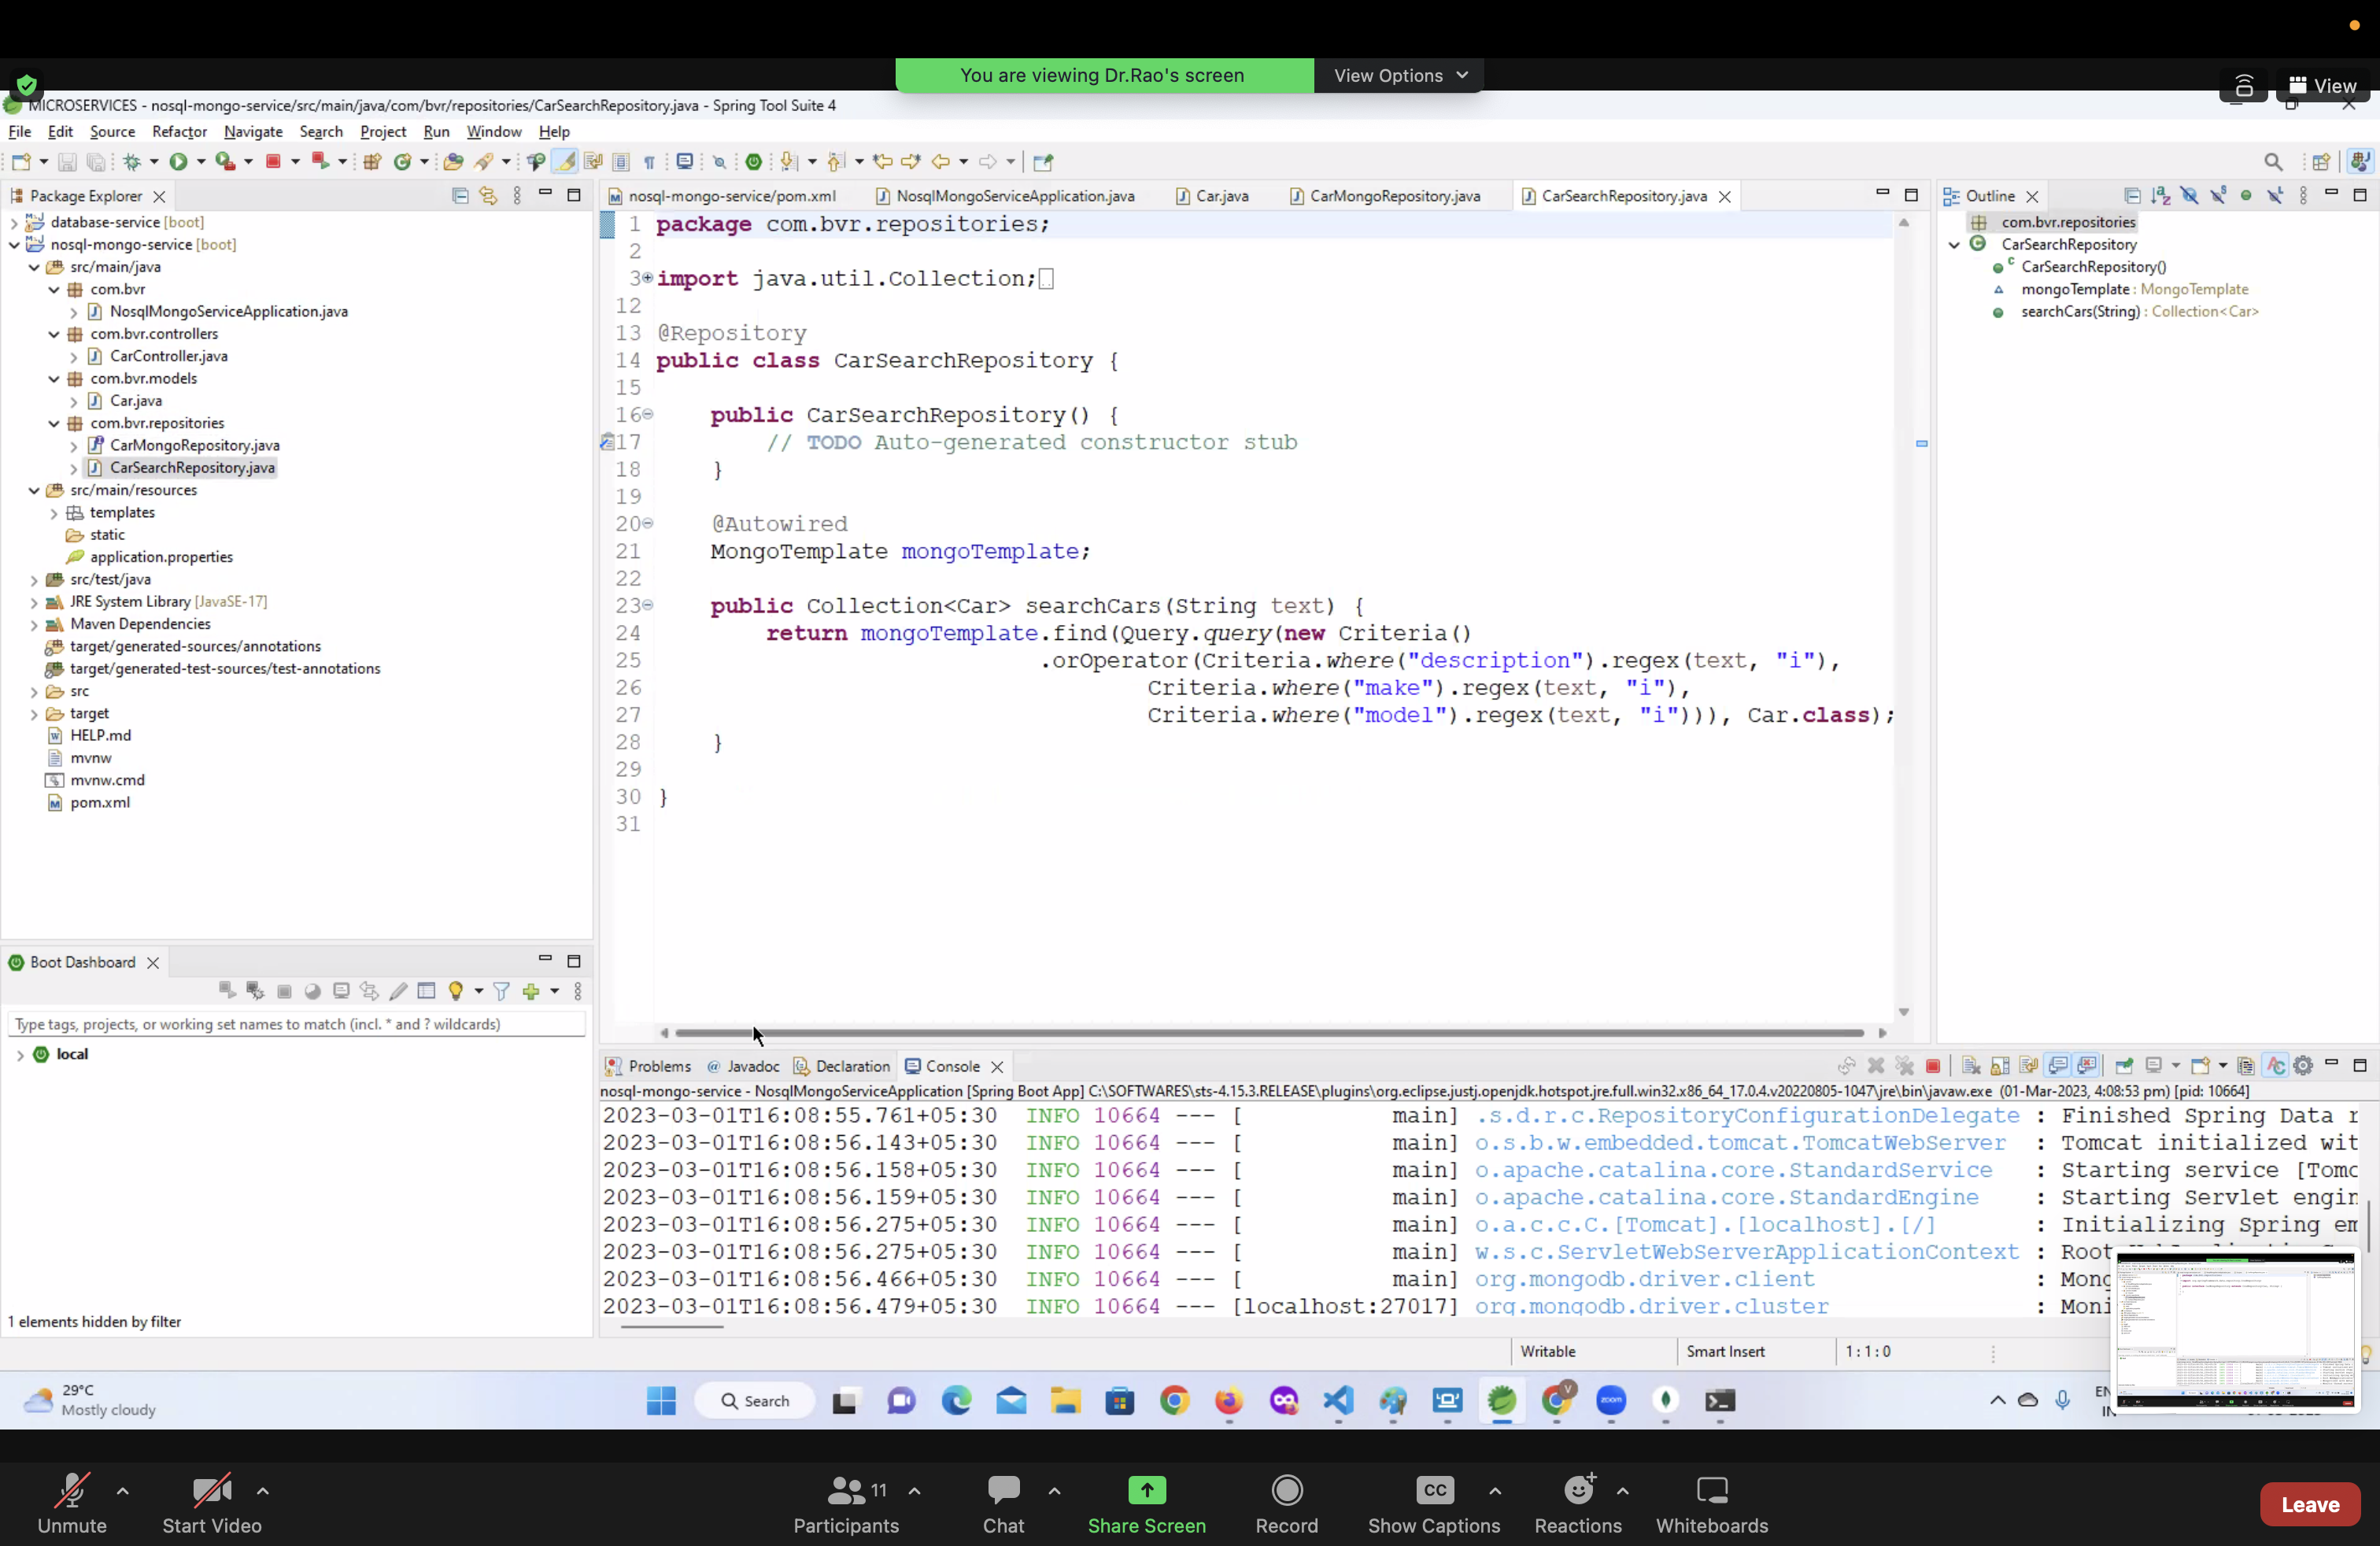 You are viewing Dr.Rao's screen
View Options
View
MICROSERVICES - nosql-mongo-service/src/main/java/com/bvr/repositories/CarSearchRepository.java - Spring Tool Suite 4
File Edit Source Refactor Navigate Search Project Run Window Help
Package Explorer
database-service [boot]
nosql-mongo-service [boot]
src/main/java
com.bvr
NosqlMongoServiceApplication.java
com.bvr.controllers
CarController.java
com.bvr.models
Car.java
com.bvr.repositories
CarMongoRepository.java
CarSearchRepository.java
src/main/resources
templates
static
application.properties
src/test/java
JRE System Library [JavaSE-17]
Maven Dependencies
target/generated-sources/annotations
target/generated-test-sources/test-annotations
src
target
HELP.md
mvnw
mvnw.cmd
pom.xml
nosql-mongo-service/pom.xml NosqlMongoServiceApplication.java Car.java CarMongoRepository.java CarSearchRepository.java
1 package com.bvr.repositories;
2
3 import java.util.Collection;
12
13 @Repository
14 public class CarSearchRepository {
15
16 public CarSearchRepository() {
17 // TODO Auto-generated constructor stub
18 }
19
20 @Autowired
21 MongoTemplate mongoTemplate;
22
23 public Collection<Car> searchCars(String text) {
24 return mongoTemplate.find(Query.query(new Criteria()
25 .orOperator(Criteria.where("description").regex(text, "i"),
26 Criteria.where("make").regex(text, "i"),
27 Criteria.where("model").regex(text, "i"))), Car.class);
28 }
29
30 }
31
Outline
com.bvr.repositories
CarSearchRepository
CarSearchRepository()
mongoTemplate : MongoTemplate
searchCars(String) : Collection<Car>
Boot Dashboard
Type tags, projects, or working set names to match (incl. * and ? wildcards)
local
1 elements hidden by filter
Problems @ Javadoc Declaration Console
nosql-mongo-service - NosqlMongoServiceApplication [Spring Boot App] C:\SOFTWARES\sts-4.15.3.RELEASE\plugins\org.eclipse.justj.openjdk.hotspot.jre.full.win32.x86_64_17.0.4.v20220805-1047\jre\bin\javaw.exe (01-Mar-2023, 4:08:53 pm) [pid: 10664]
2023-03-01T16:08:55.761+05:30 INFO 10664 --- [ main] .s.d.r.c.RepositoryConfigurationDelegate : Finished Spring Data r
2023-03-01T16:08:56.143+05:30 INFO 10664 --- [ main] o.s.b.w.embedded.tomcat.TomcatWebServer : Tomcat initialized wit
2023-03-01T16:08:56.158+05:30 INFO 10664 --- [ main] o.apache.catalina.core.StandardService : Starting service [Tomc
2023-03-01T16:08:56.159+05:30 INFO 10664 --- [ main] o.apache.catalina.core.StandardEngine : Starting Servlet engin
2023-03-01T16:08:56.275+05:30 INFO 10664 --- [ main] o.a.c.c.C.[Tomcat].[localhost].[/] : Initializing Spring em
2023-03-01T16:08:56.275+05:30 INFO 10664 --- [ main] w.s.c.ServletWebServerApplicationContext : Root
2023-03-01T16:08:56.466+05:30 INFO 10664 --- [ main] org.mongodb.driver.client : Mong
2023-03-01T16:08:56.479+05:30 INFO 10664 --- [localhost:27017] org.mongodb.driver.cluster : Moni
Writable Smart Insert 1 : 1 : 0
29°C
Mostly cloudy
Search
zoom
V
EN
IN
Unmute
Start Video
11
Participants
Chat
Share Screen
Record
CC
Show Captions
Reactions
Whiteboards
Leave